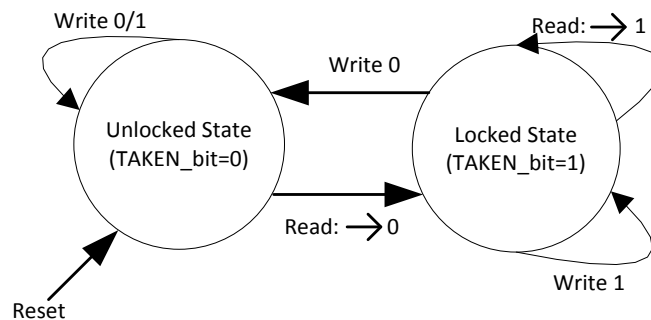 Write 0/1
Read: → 1
Write 0
Unlocked State
(TAKEN_bit=0)
Locked State
(TAKEN_bit=1)
Read: → 0
Write 1
Reset